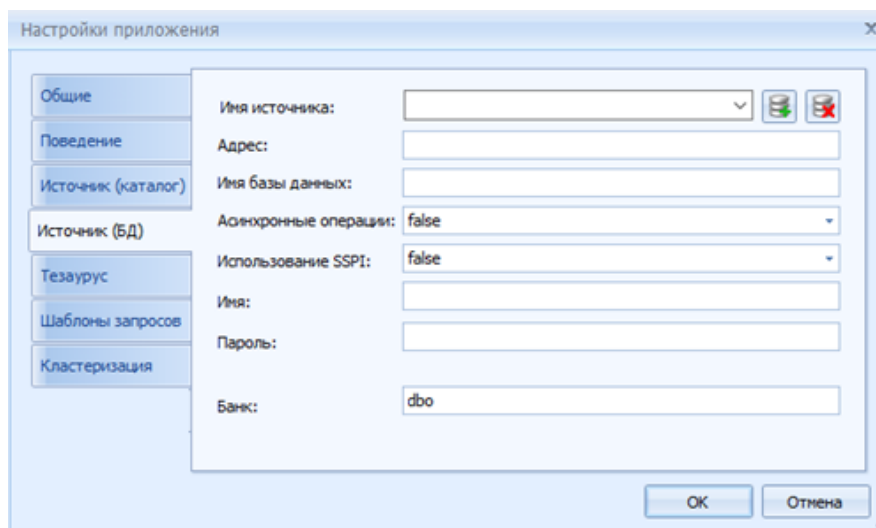 Настройки приложения
Общие
Поведение
Источник (каталог)
Источник (БД)
Тезаурус
Шаблоны запросов
Кластеризация
Имя источника:
Адрес:
Имя базы данных:
Асинхронные операции: false
Использование SSPI: false
Имя:
Пароль:
Банк: dbo
OK Отмена